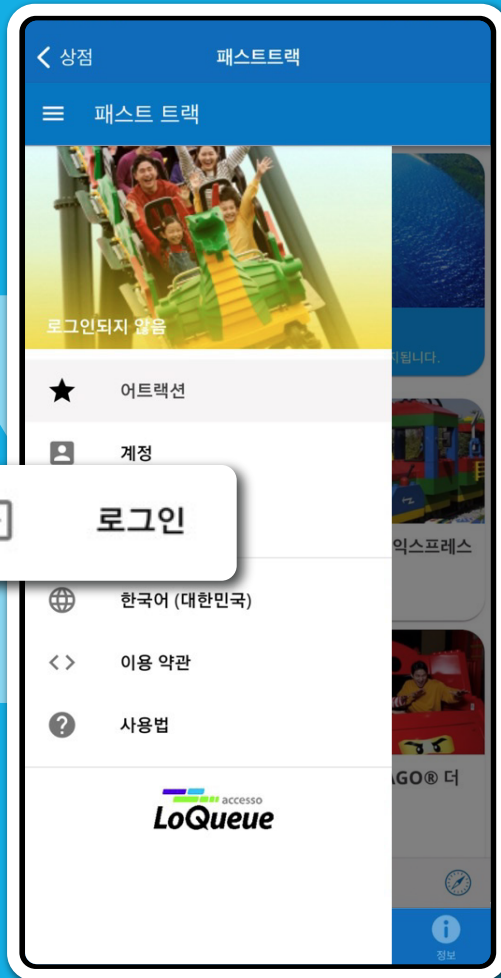 상점
패스트트랙
패스트 트랙
로그인되지 않음
어트랙션
계정
로그인
한국어 (대한민국)
이용 약관
사용법
accesso
LoQueue
지됩니다.
익스프레스
GO® 더
정보